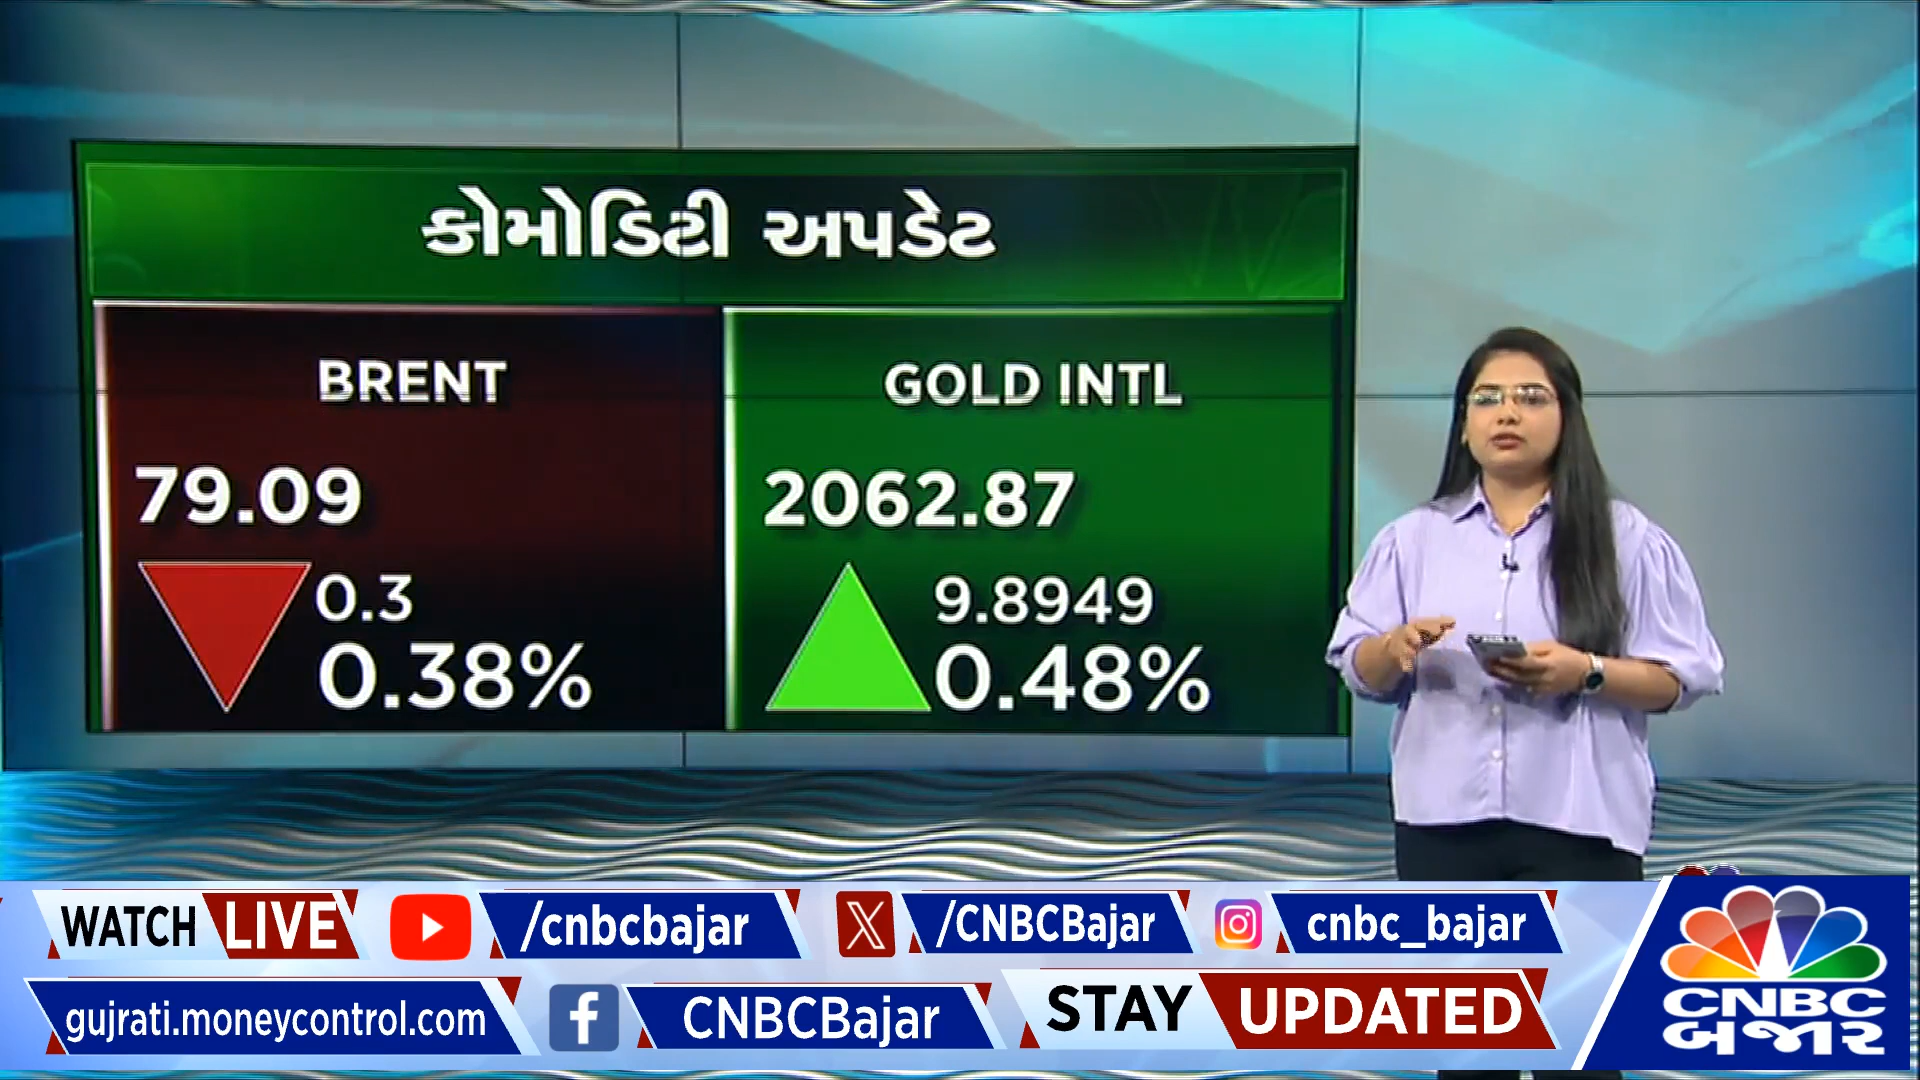 કોમોડિટી અપડેટ
BRENT
79.09
0.3
0.38%
GOLD INTL
2062.87
9.8949
0.48%
WATCH LIVE
/cnbcbajar
/CNBCBajar
cnbc_bajar
gujrati.moneycontrol.com
CNBCBajar
STAY UPDATED
CNBC
બજાર